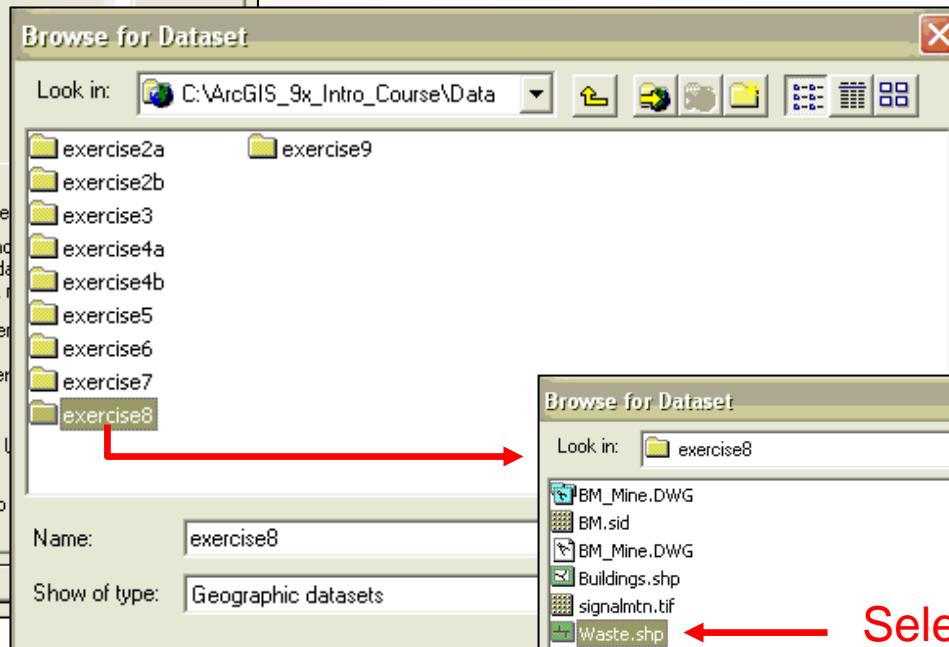 Browse for Dataset
Look in: C:\ArcGIS_9x_Intro_Course\Data
exercise2a exercise9
exercise2b
exercise3
exercise4a
exercise4b
exercise5
exercise6
exercise7
exercise8
Name: exercise8
Show of type: Geographic datasets
Browse for Dataset
Look in: exercise8
BM_Mine.DWG
BM.sid
BM_Mine.DWG
Buildings.shp
signalmtn.tif
Waste.shp